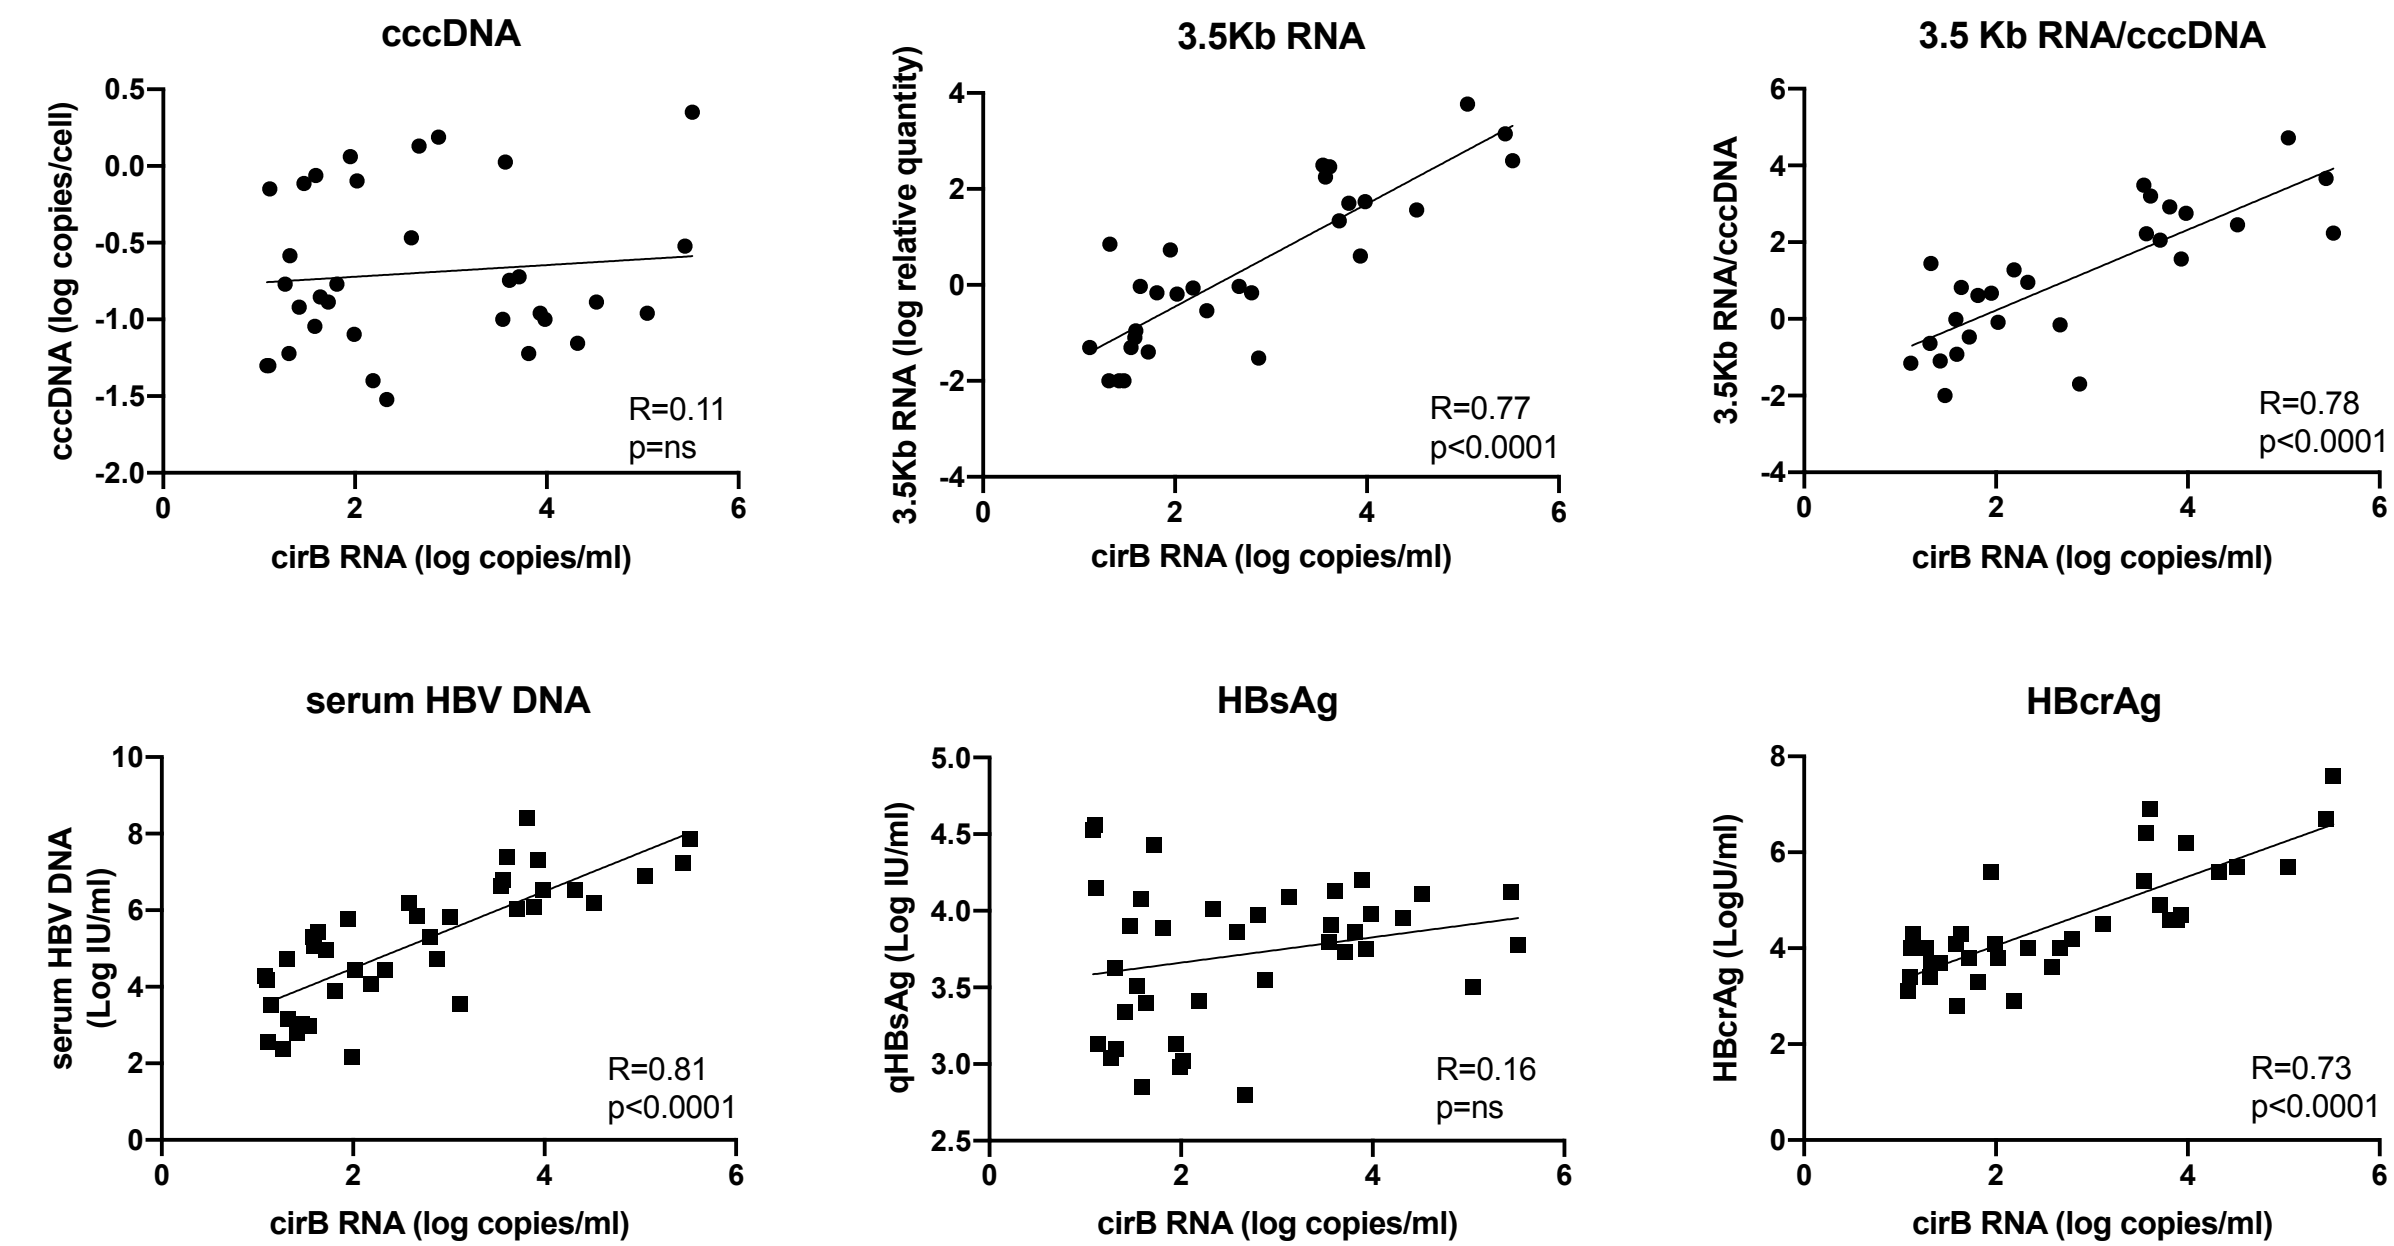 cccDNA
cccDNA (log copies/cell)
0.5
0.0
-0.5
-1.0
-1.5
-2.0
R=0.11
p=ns
0 2 4 6
cirB RNA (log copies/ml)
3.5Kb RNA
3.5Kb RNA (log relative quantity)
4
2
0
-2
-4
R=0.77
p<0.0001
0 2 4 6
cirB RNA (log copies/ml)
3.5 Kb RNA/cccDNA
3.5Kb RNA/cccDNA
6
4
2
0
-2
-4
R=0.78
p<0.0001
0 2 4 6
cirB RNA (log copies/ml)
serum HBV DNA
serum HBV DNA
(Log IU/ml)
10
8
6
4
2
0
R=0.81
p<0.0001
0 2 4 6
cirB RNA (log copies/ml)
HBsAg
qHBsAg (Log IU/ml)
5.0
4.5
4.0
3.5
3.0
2.5
R=0.16
p=ns
0 2 4 6
cirB RNA (log copies/ml)
HBcrAg
HBcrAg (LogU/ml)
8
6
4
2
0
R=0.73
p<0.0001
0 2 4 6
cirB RNA (log copies/ml)